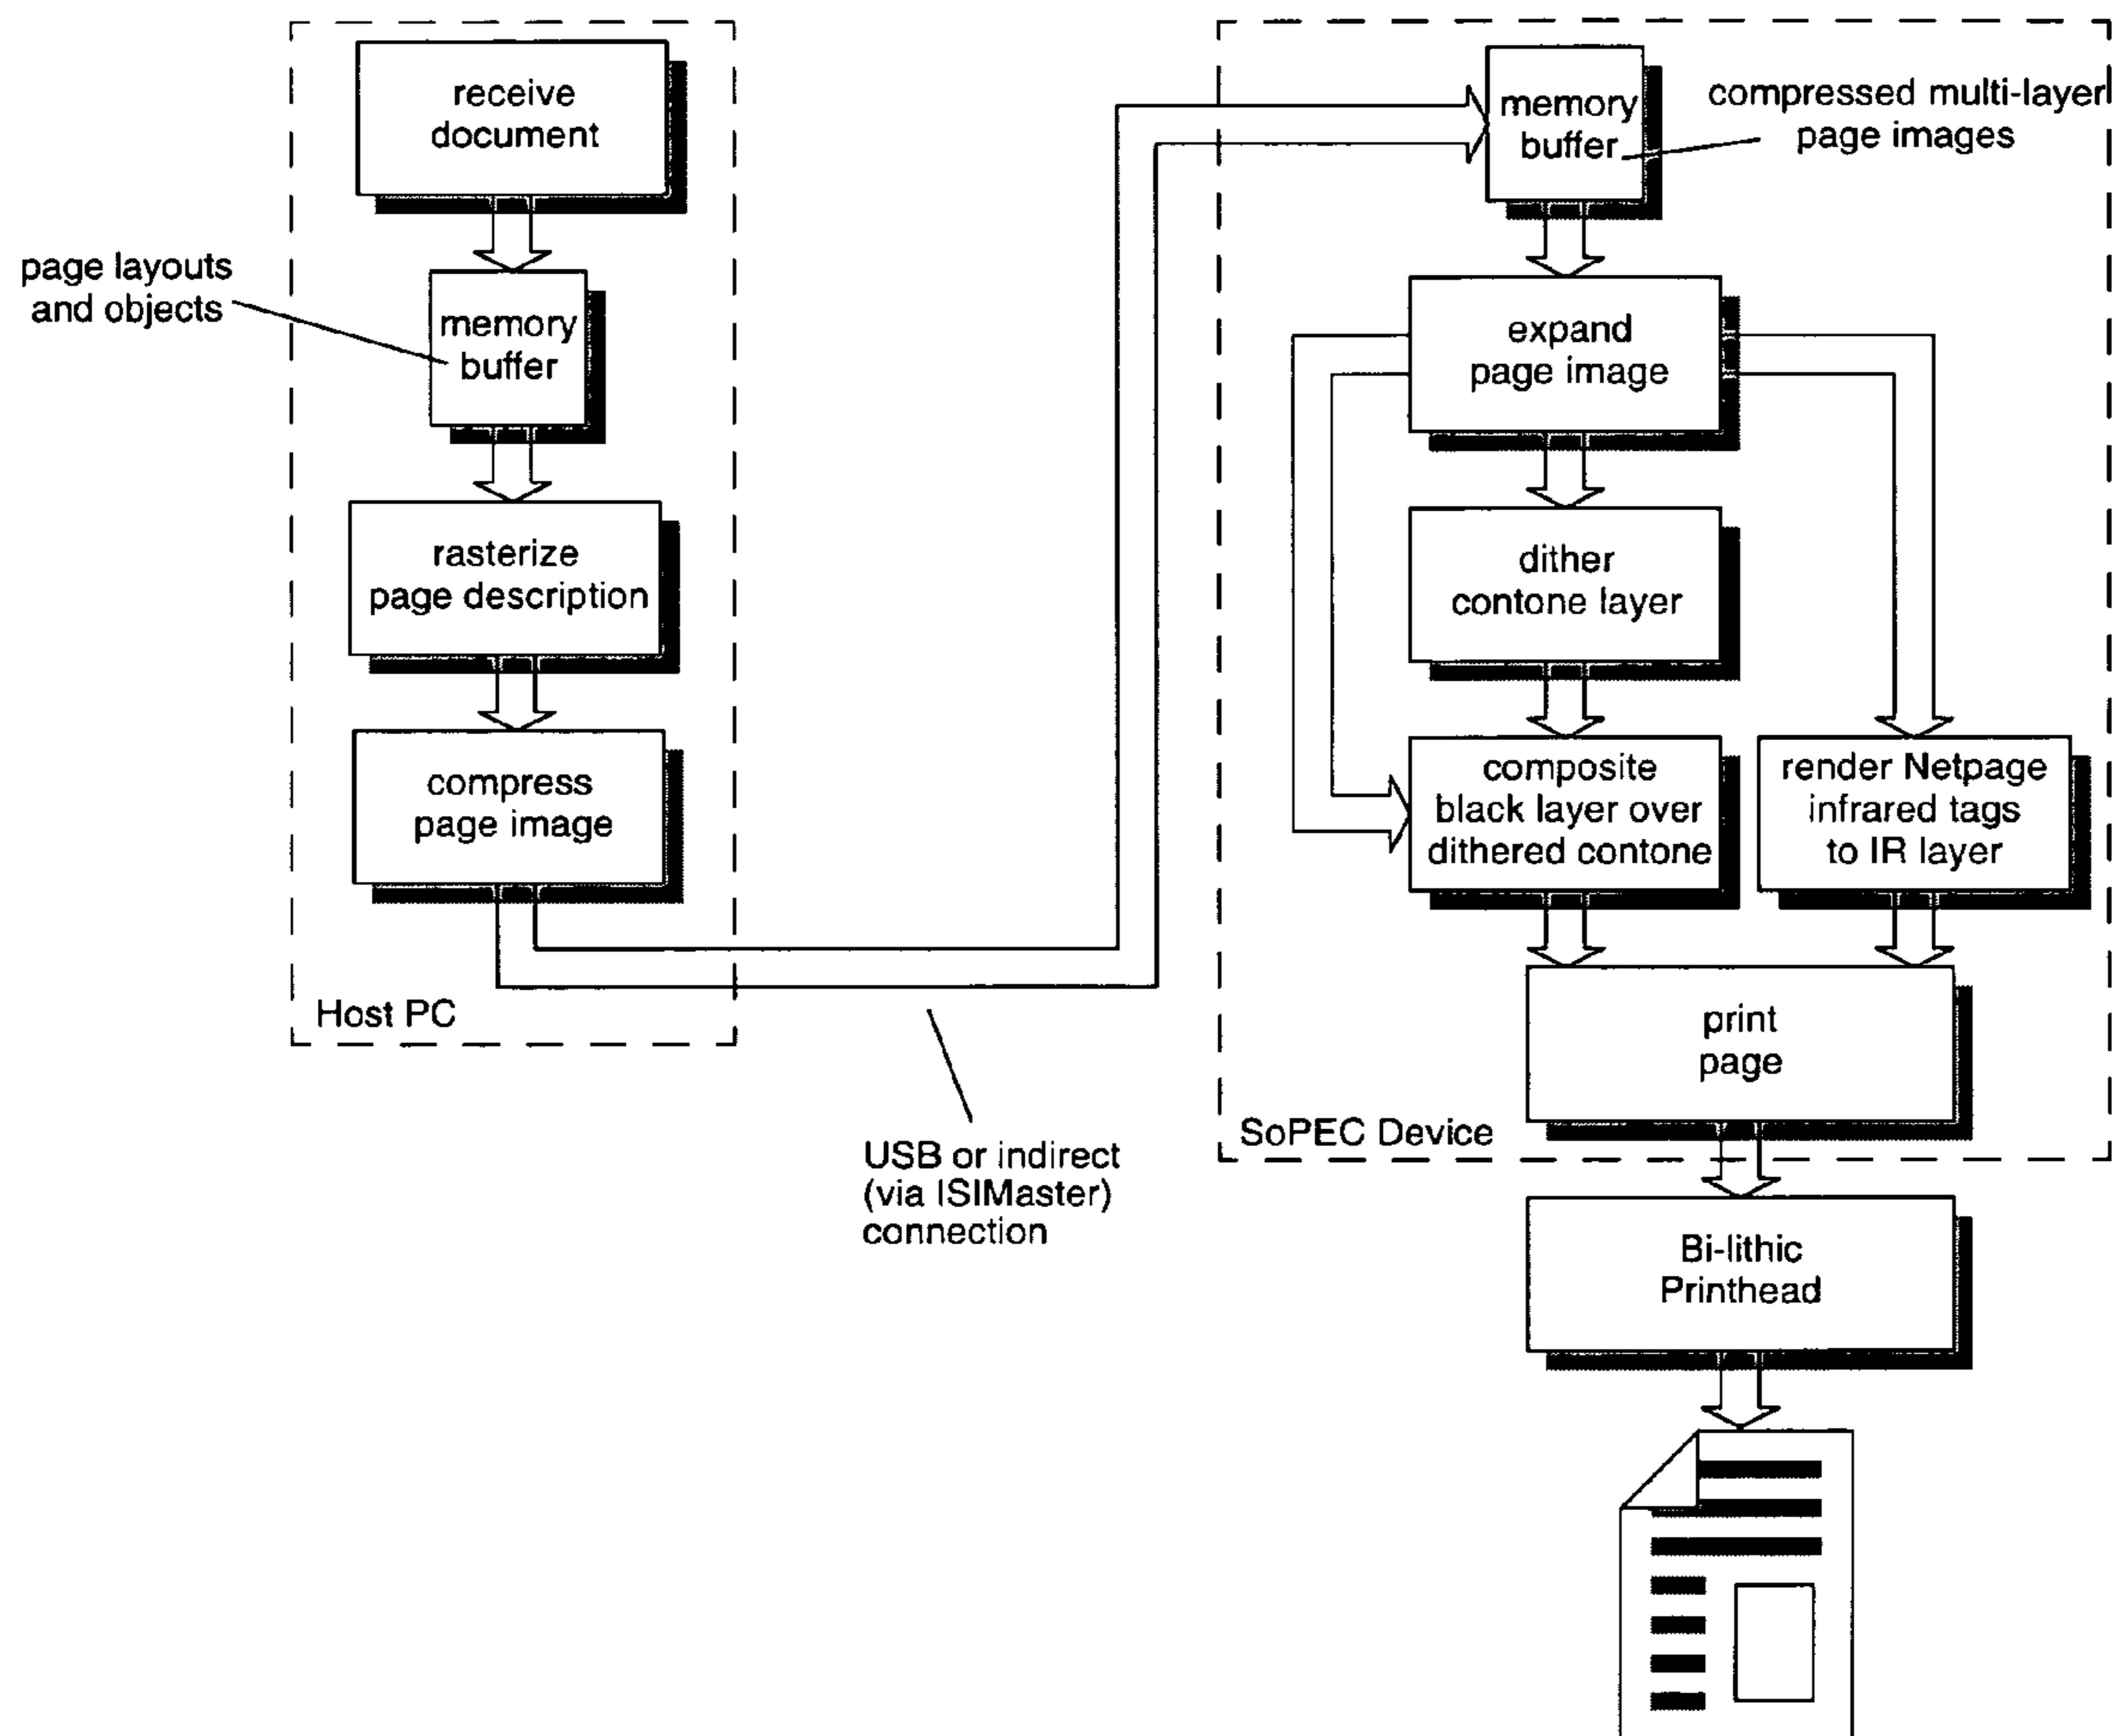 receive
document
page layouts
and objects
memory
buffer
rasterize
page description
compress
page image
Host PC
USB or indirect
(via ISIMaster)
connection
memory
buffer
compressed multi-layer
page images
expand
page image
dither
contone layer
composite
black layer over
dithered contone
render Netpage
infrared tags
to IR layer
print
page
SoPEC Device
Bi-lithic
Printhead